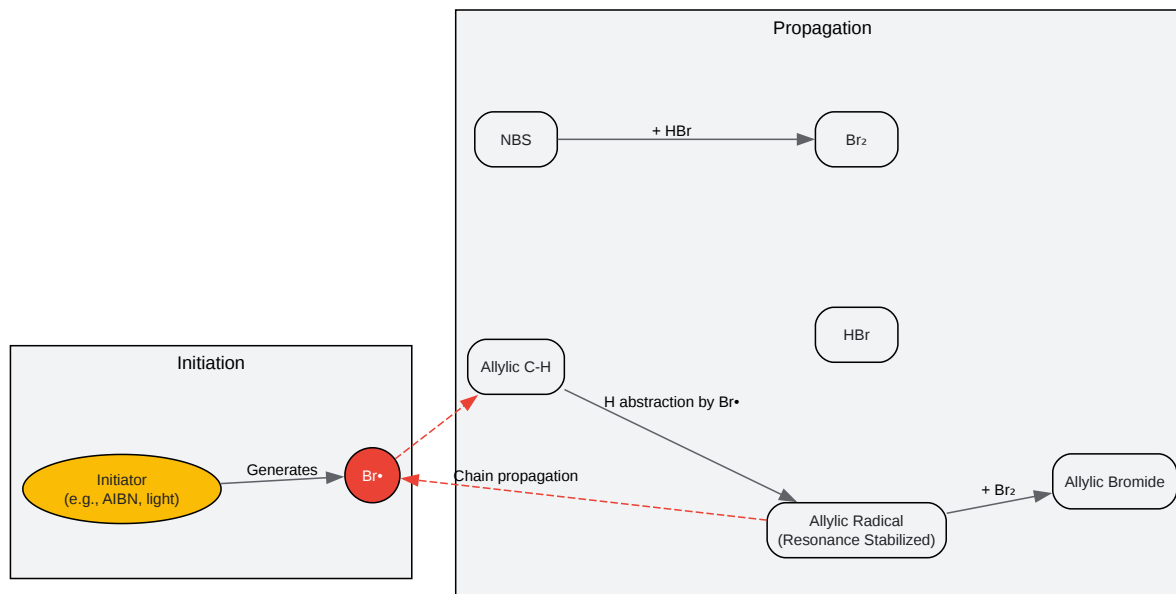 Propagation
NBS
+ HBr
Br₂
HBr
Initiation
Allylic C-H
H abstraction by Br•
Initiator
(e.g., AIBN, light)
Generates
Br•
Chain propagation
Allylic Radical
(Resonance Stabilized)
+ Br₂
Allylic Bromide